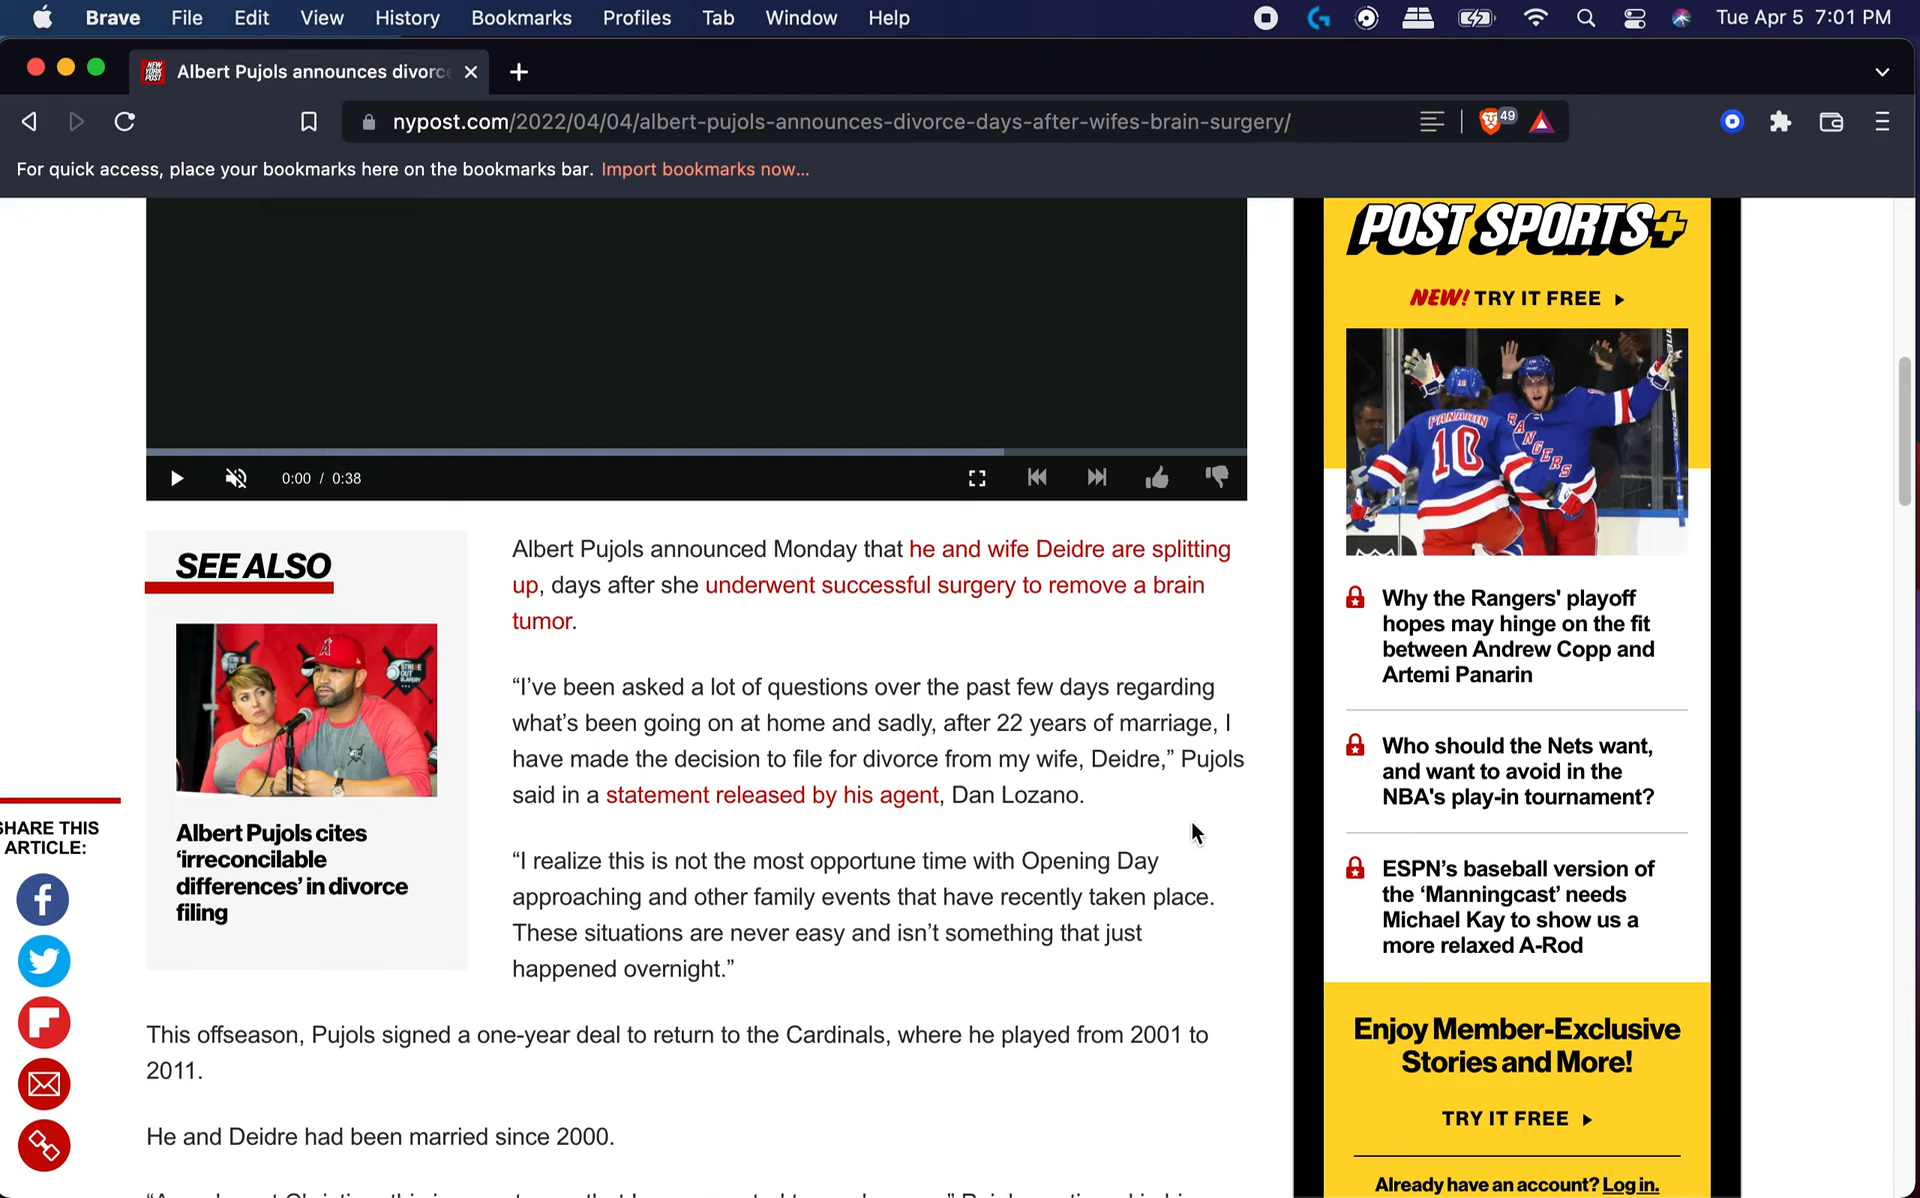 Brave File Edit View History Bookmarks Profiles Tab Window Help Tue Apr 5 7:01 PM
Albert Pujols announces divorc
nypost.com/2022/04/04/albert-pujols-announces-divorce-days-after-wifes-brain-surgery/ 49
For quick access, place your bookmarks here on the bookmarks bar. Import bookmarks now...
0:00 / 0:38
SEE ALSO
Albert Pujols cites
‘irreconcilable
differences’ in divorce
filing
SHARE THIS
ARTICLE:
Albert Pujols announced Monday that he and wife Deidre are splitting
up, days after she underwent successful surgery to remove a brain
tumor.
“I’ve been asked a lot of questions over the past few days regarding
what’s been going on at home and sadly, after 22 years of marriage, I
have made the decision to file for divorce from my wife, Deidre,” Pujols
said in a statement released by his agent, Dan Lozano.
“I realize this is not the most opportune time with Opening Day
approaching and other family events that have recently taken place.
These situations are never easy and isn’t something that just
happened overnight.”
This offseason, Pujols signed a one-year deal to return to the Cardinals, where he played from 2001 to
2011.
He and Deidre had been married since 2000.
POST SPORTS+
NEW! TRY IT FREE
PANARIN
10
RANGERS
Why the Rangers' playoff
hopes may hinge on the fit
between Andrew Copp and
Artemi Panarin
Who should the Nets want,
and want to avoid in the
NBA's play-in tournament?
ESPN’s baseball version of
the ‘Manningcast’ needs
Michael Kay to show us a
more relaxed A-Rod
Enjoy Member-Exclusive
Stories and More!
TRY IT FREE
Already have an account? Log in.